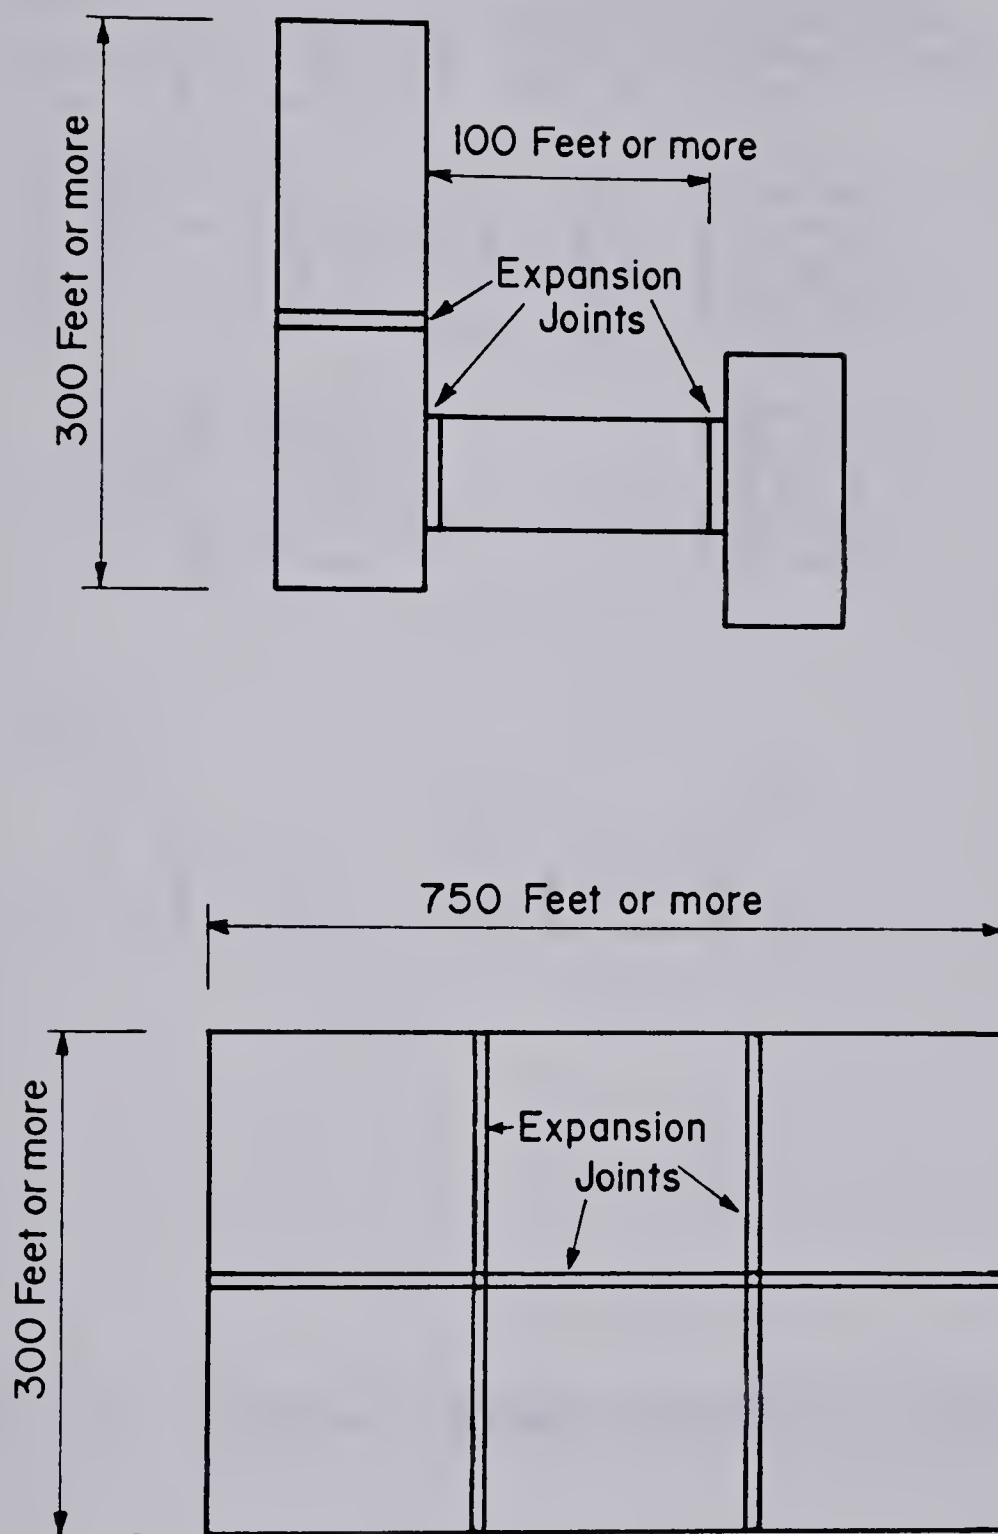 300 Feet or more
100 Feet or more
Expansion
Joints
750 Feet or more
300 Feet or more
Expansion
Joints